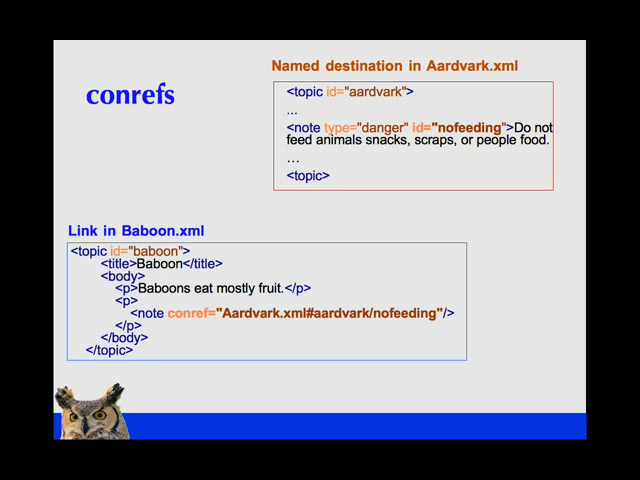 conrefs
Named destination in Aardvark.xml
<topic id="aardvark">
...
<note type="danger" id="nofeeding">Do not
feed animals snacks, scraps, or people food.
...
<topic>
Link in Baboon.xml
<topic id="baboon">
<title>Baboon</title>
<body>
<p>Baboons eat mostly fruit.</p>
<p>
<note conref="Aardvark.xml#aardvark/nofeeding"/>
</p>
</body>
</topic>